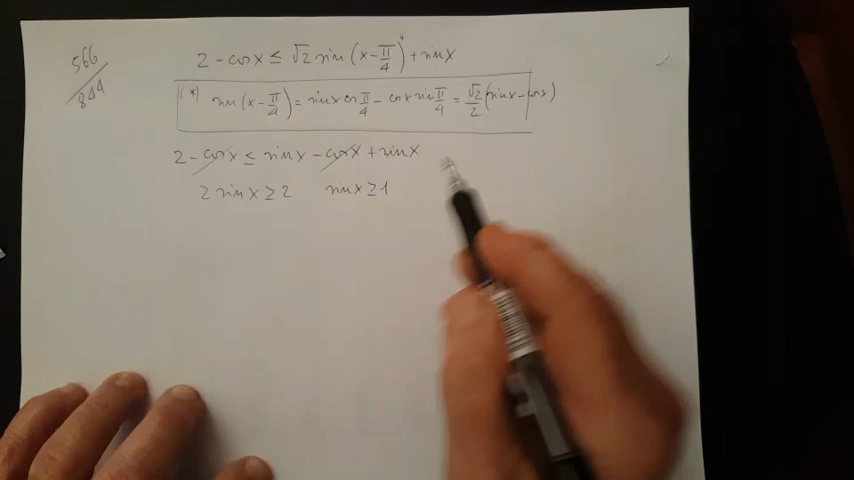 566
844
2 - cos x ≤ √2 sin (x - π/4)* + sin x
(*) sin (x - π/4) = sin x cos π/4 - cos x sin π/4 = √2/2 (sin x - cos x)
2 - cos x ≤ sin x - cos x + sin x
2 sin x ≥ 2 sin x ≥ 1